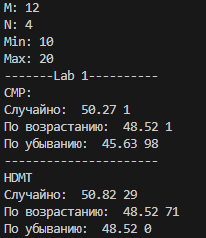 M: 12
N: 4
Min: 10
Max: 20
-------Lab 1----------
CMP:
Случайно:  50.27 1
По возрастанию:  48.52 1
По убыванию:  45.63 98
----------------------
HDMT
Случайно:  50.82 29
По возрастанию:  48.52 71
По убыванию:  48.52 0